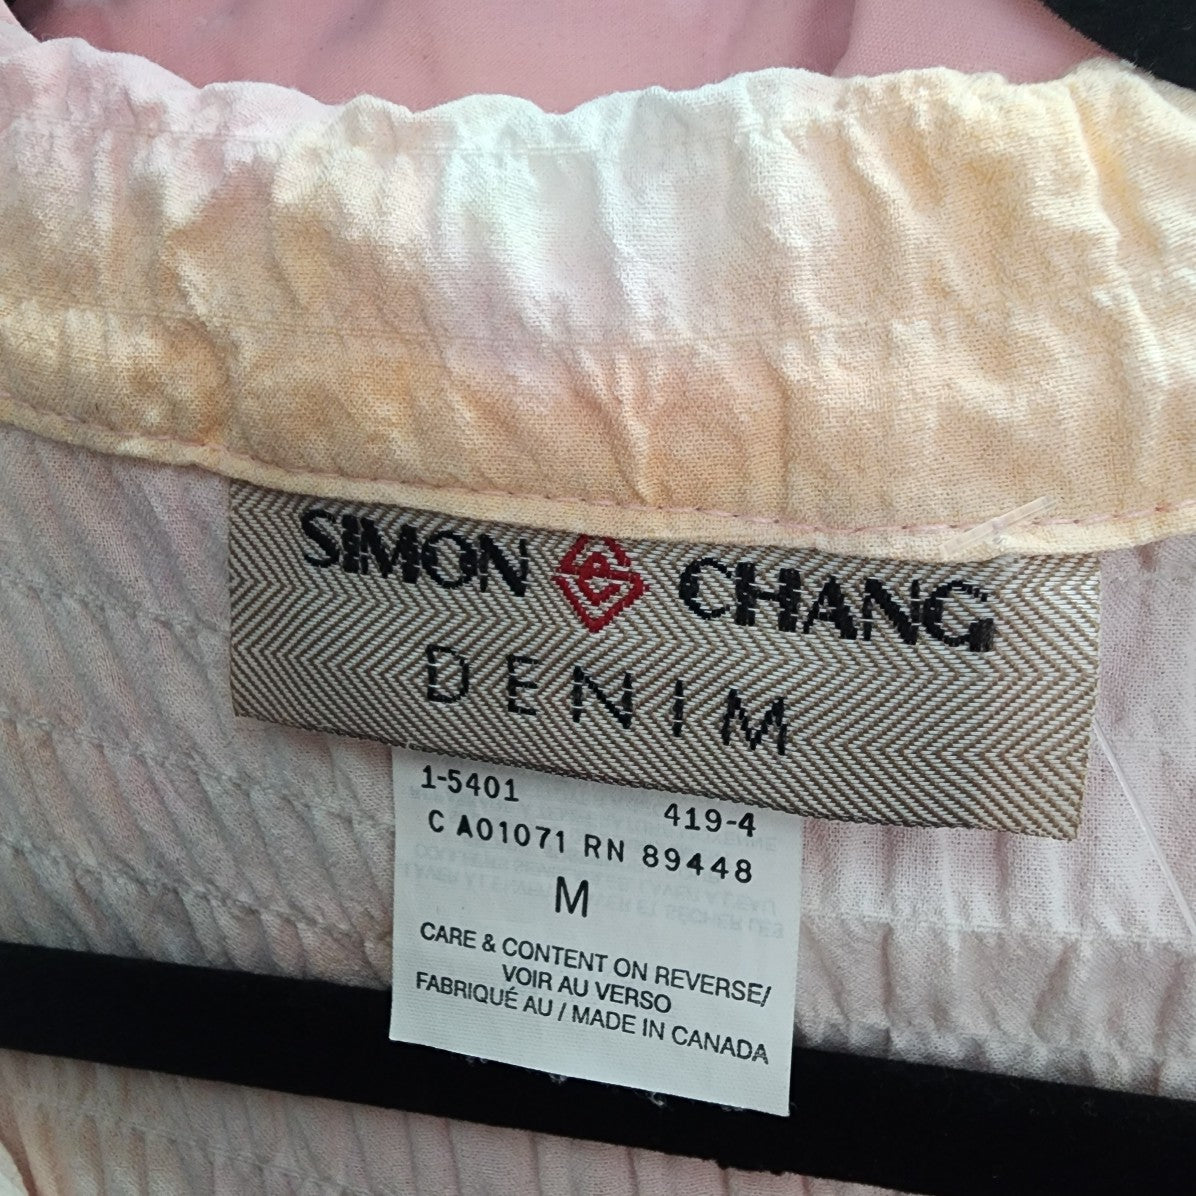 SIMON CHANG
DENIM
1-5401 419-4
CA01071 RN 89448
M
CARE & CONTENT ON REVERSE/
VOIR AU VERSO
FABRIQUÉ AU / MADE IN CANADA